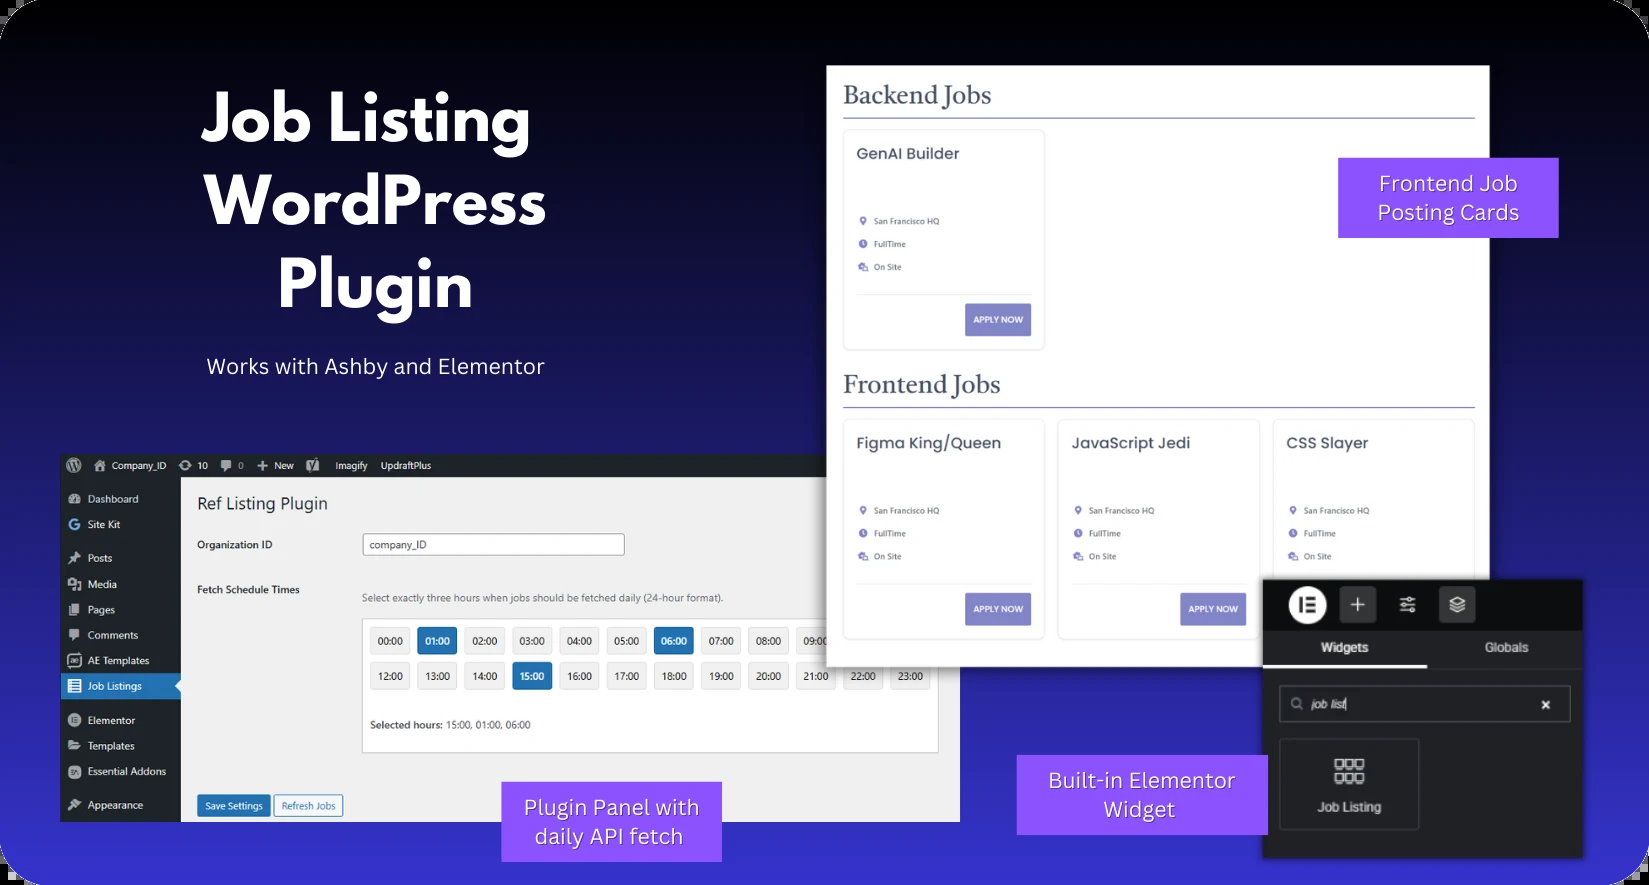 Job Listing
WordPress
Plugin
Works with Ashby and Elementor
Backend Jobs
GenAI Builder
San Francisco HQ
FullTime
On Site
APPLY NOW
Frontend Job
Posting Cards
Frontend Jobs
Figma King/Queen
San Francisco HQ
FullTime
On Site
APPLY NOW
JavaScript Jedi
San Francisco HQ
FullTime
On Site
APPLY NOW
CSS Slayer
San Francisco HQ
FullTime
On Site
Company_ID 10 0 New Imagify UpdraftPlus
Dashboard
Site Kit
Posts
Media
Pages
Comments
AE Templates
Job Listings
Elementor
Templates
Essential Addons
Appearance
Ref Listing Plugin
Organization ID company_ID
Fetch Schedule Times
Select exactly three hours when jobs should be fetched daily (24-hour format).
00:00 01:00 02:00 03:00 04:00 05:00 06:00 07:00 08:00 09:00
12:00 13:00 14:00 15:00 16:00 17:00 18:00 19:00 20:00 21:00 22:00 23:00
Selected hours: 15:00, 01:00, 06:00
Save Settings Refresh Jobs
Plugin Panel with
daily API fetch
Widgets Globals
job list
Job Listing
Built-in Elementor
Widget